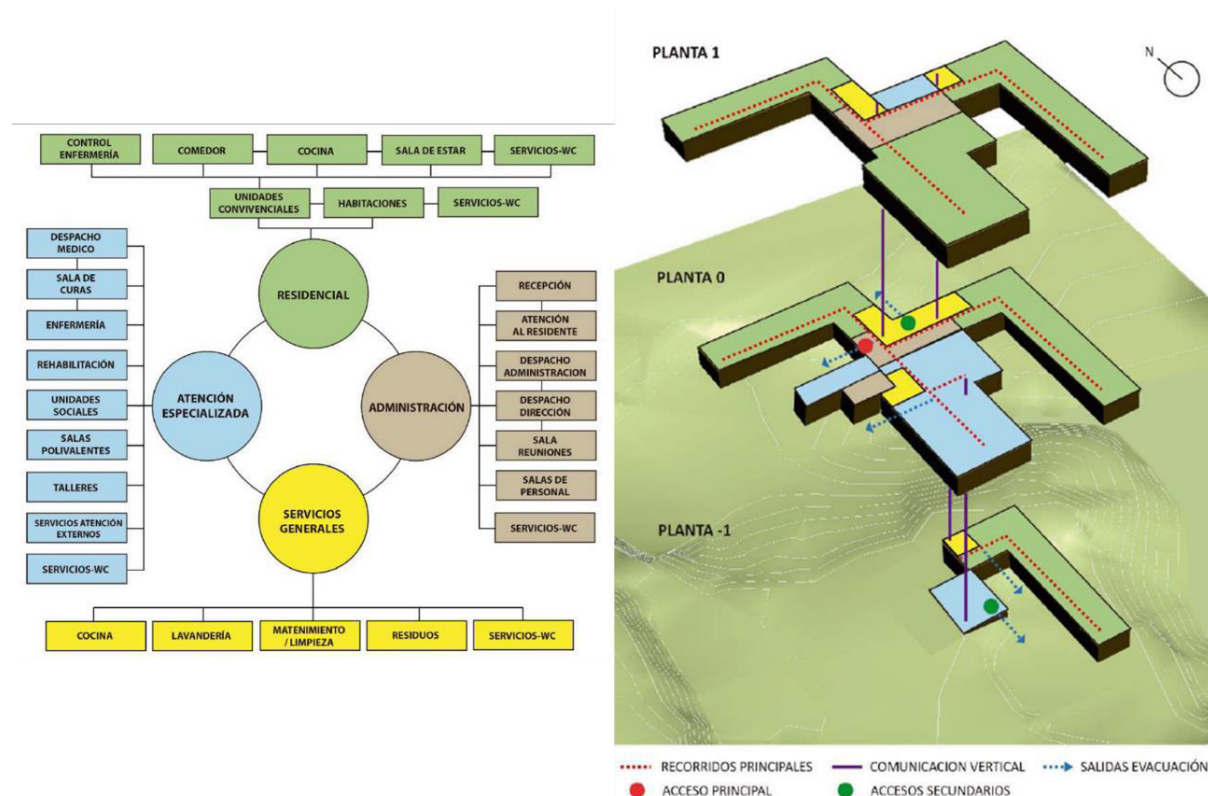 CONTROL
ENFERMERÍA
COMEDOR
COCINA
SALA DE ESTAR
SERVICIOS-WC
UNIDADES
CONVIVENCIALES
HABITACIONES
SERVICIOS-WC
RESIDENCIAL
DESPACHO
MEDICO
SALA DE
CURAS
ENFERMERÍA
REHABILITACIÓN
UNIDADES
SOCIALES
SALAS
POLIVALENTES
TALLERES
SERVICIOS ATENCIÓN
EXTERNOS
SERVICIOS-WC
ATENCIÓN
ESPECIALIZADA
ADMINISTRACIÓN
RECEPCIÓN
ATENCIÓN
AL RESIDENTE
DESPACHO
ADMINISTRACION
DESPACHO
DIRECCIÓN
SALA
REUNIONES
SALAS DE
PERSONAL
SERVICIOS-WC
SERVICIOS
GENERALES
COCINA
LAVANDERÍA
MATENIMIENTO
/ LIMPIEZA
RESIDUOS
SERVICIOS-WC
PLANTA 1
N
PLANTA 0
PLANTA -1
RECORRIDOS PRINCIPALES
COMUNICACION VERTICAL
SALIDAS EVACUACIÓN
ACCESO PRINCIPAL
ACCESOS SECUNDARIOS